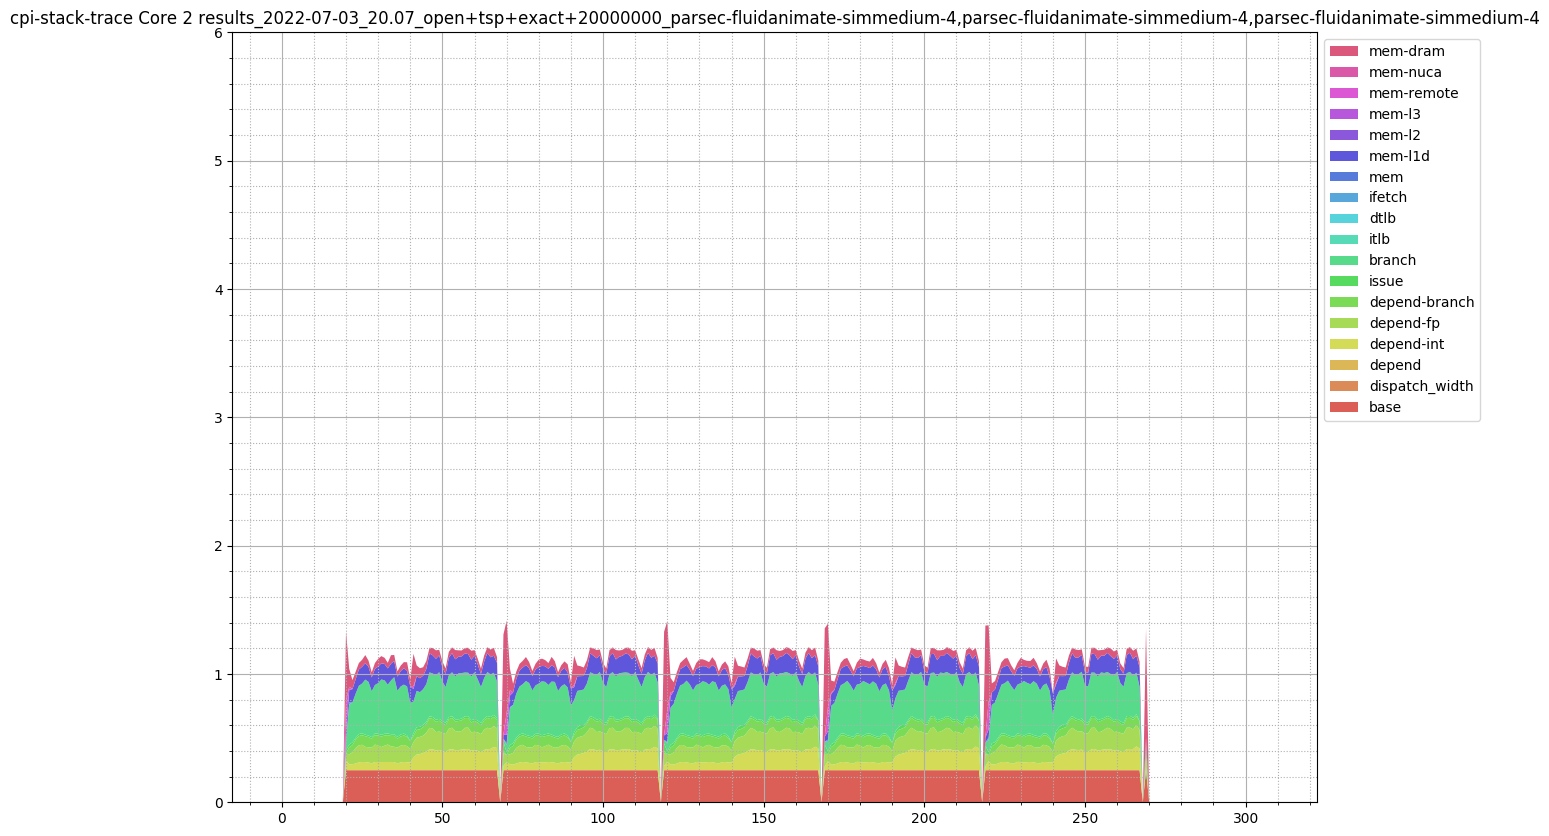 cpi-stack-trace Core 2 results_2022-07-03_20.07_open+tsp+exact+20000000_parsec-fluidanimate-simmedium-4,parsec-fluidanimate-simmedium-4,parsec-fluidanimate-simmedium-4
6
5
4
3
2
1
0
0
50
100
150
200
250
300
mem-dram
mem-nuca
mem-remote
mem-l3
mem-l2
mem-l1d
mem
ifetch
dtlb
itlb
branch
issue
depend-branch
depend-fp
depend-int
depend
dispatch_width
base